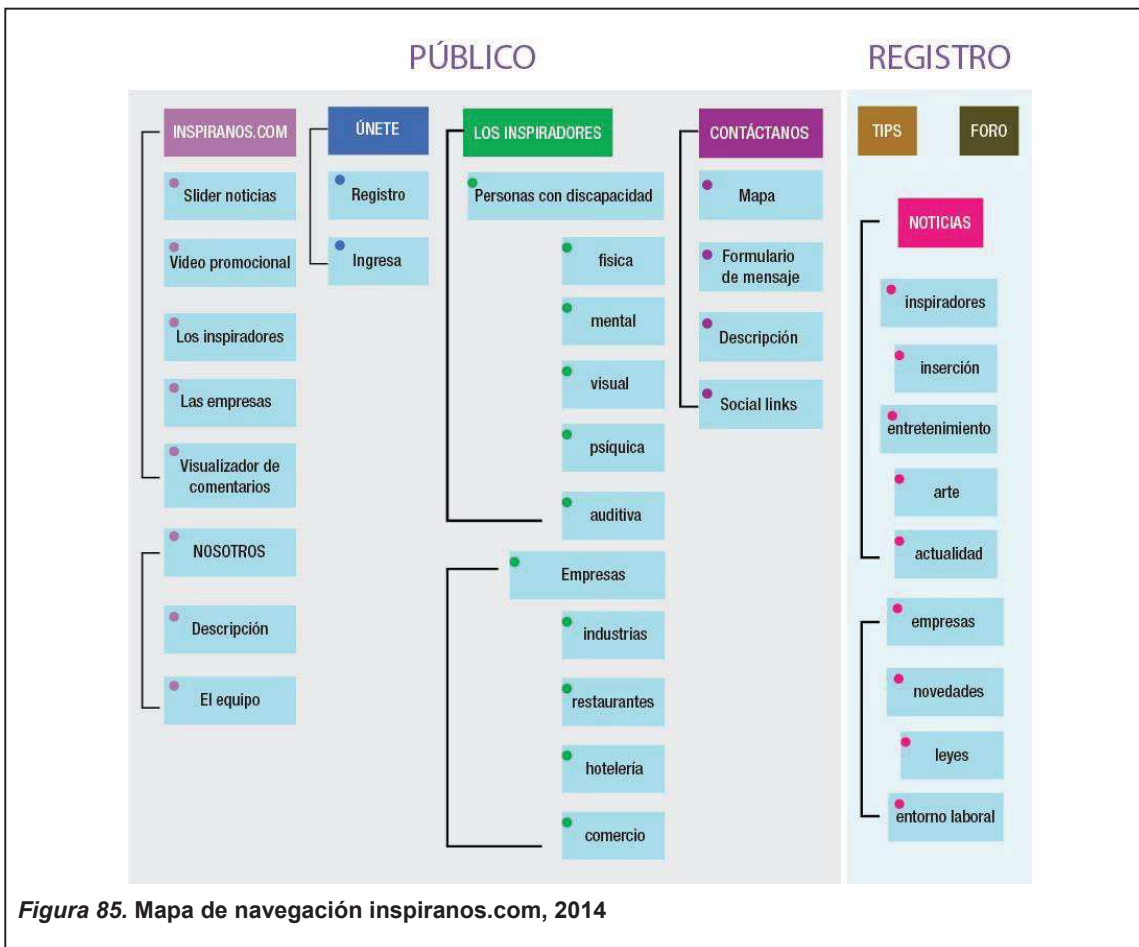 PÚBLICO
REGISTRO
INSPIRANOS.COM
Slider noticias
Video promocional
Los inspiradores
Las empresas
Visualizador de
comentarios
NOSOTROS
Descripción
El equipo
ÚNETE
Registro
Ingresa
LOS INSPIRADORES
Personas con discapacidad
física
mental
visual
psíquica
auditiva
Empresas
industrias
restaurantes
hotelería
comercio
CONTÁCTANOS
Mapa
Formulario
de mensaje
Descripción
Social links
TIPS
FORO
NOTICIAS
inspiradores
inserción
entretenimiento
arte
actualidad
empresas
novedades
leyes
entorno laboral
Figura 85. Mapa de navegación inspiranos.com, 2014